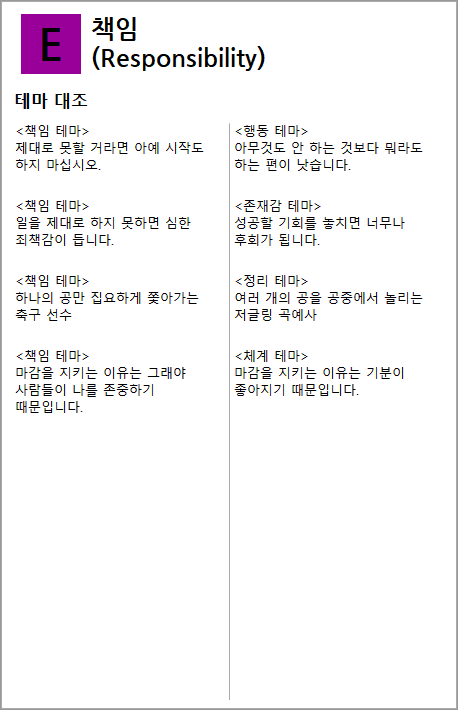 E
책임
(Responsibility)
테마 대조
<책임 테마>
제대로 못할 거라면 아예 시작도
하지 마십시오.
<행동 테마>
아무것도 안 하는 것보다 뭐라도
하는 편이 낫습니다.
<책임 테마>
일을 제대로 하지 못하면 심한
죄책감이 듭니다.
<존재감 테마>
성공할 기회를 놓치면 너무나
후회가 됩니다.
<책임 테마>
하나의 공만 집요하게 쫓아가는
축구 선수
<정리 테마>
여러 개의 공을 공중에서 놀리는
저글링 곡예사
<책임 테마>
마감을 지키는 이유는 그래야
사람들이 나를 존중하기
때문입니다.
<체계 테마>
마감을 지키는 이유는 기분이
좋아지기 때문입니다.